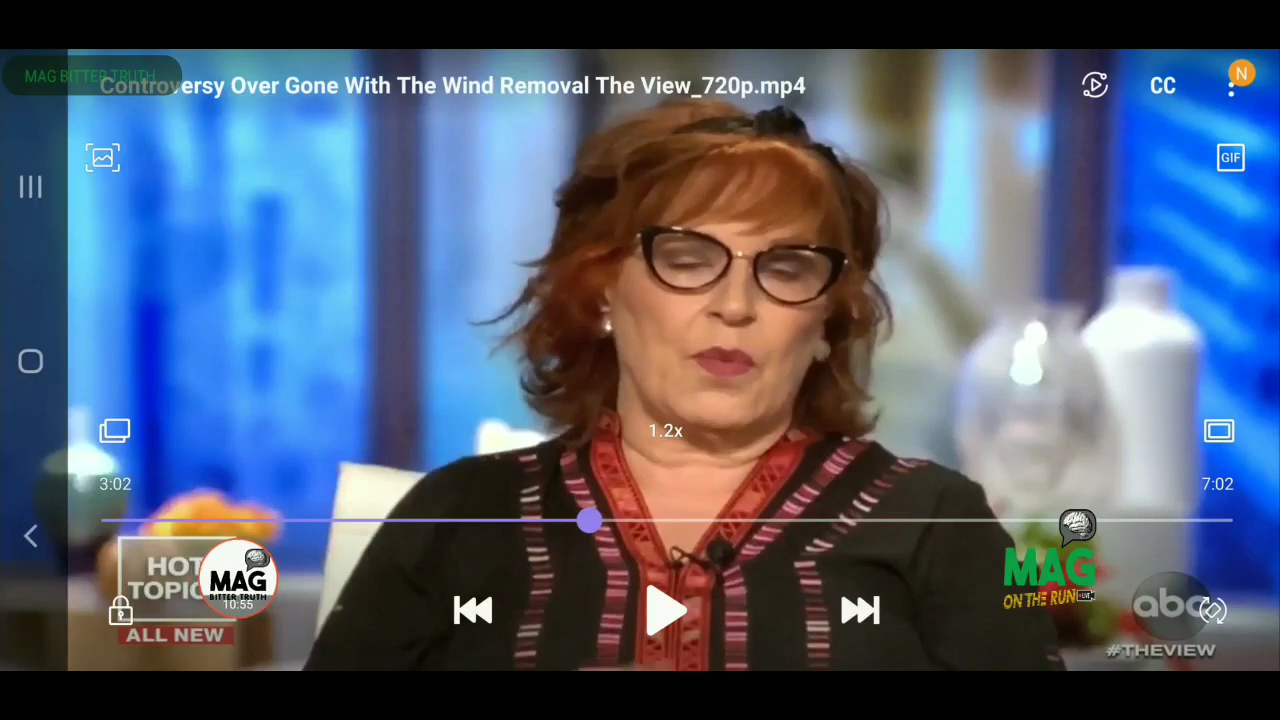 MAG BITTER TRUTH
Controversy Over Gone With The Wind Removal The View_720p.mp4
CC
N
GIF
1.2x
3:02
7:02
HOT
TOPIC
ALL NEW
MAG
BITTER TRUTH
10:55
MAG
ON THE RUN
LIVE
abc
#THEVIEW